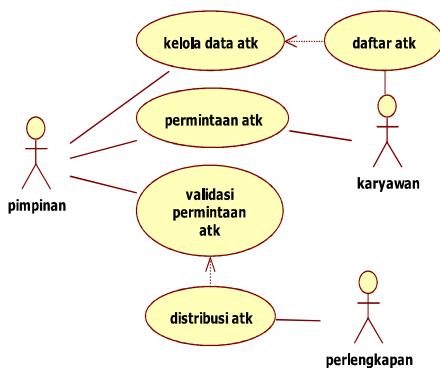 kelola data atk
daftar atk
permintaan atk
karyawan
pimpinan
validasi
permintaan
atk
distribusi atk
perlengkapan